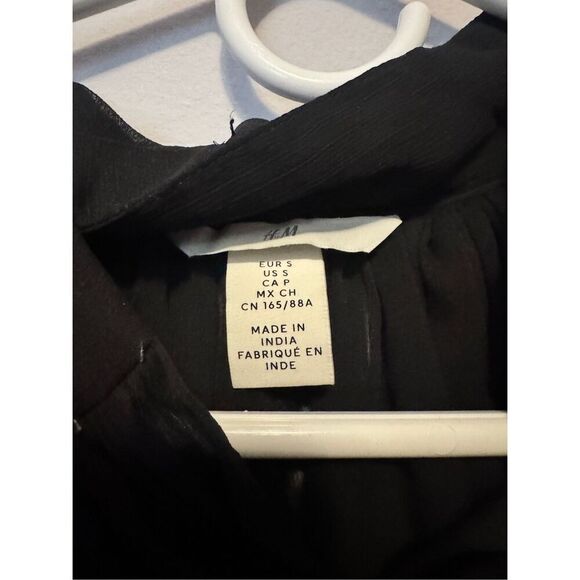 H&M
EUR S
US S
CA P
MX CH
CN 165/88A
MADE IN
INDIA
FABRIQUÉ EN
INDE